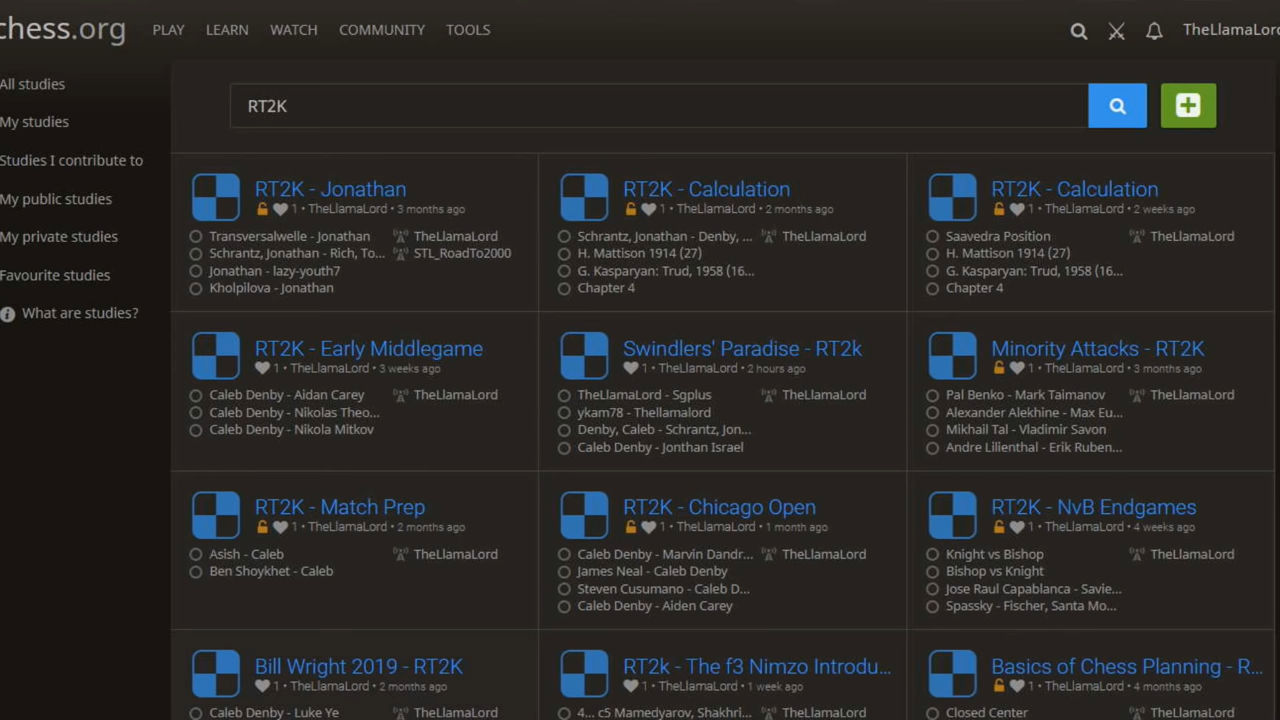 chess.org PLAY LEARN WATCH COMMUNITY TOOLS TheLlamaLord
All studies
My studies
Studies I contribute to
My public studies
My private studies
Favourite studies
What are studies?
RT2K
RT2K - Jonathan
1 • TheLlamaLord • 3 months ago
Transversalwelle - Jonathan TheLlamaLord
Schrantz, Jonathan - Rich, To... STL_RoadTo2000
Jonathan - lazy-youth7
Kholpilova - Jonathan
RT2K - Calculation
1 • TheLlamaLord • 2 months ago
Schrantz, Jonathan - Denby, ... TheLlamaLord
H. Mattison 1914 (27)
G. Kasparyan: Trud, 1958 (16...
Chapter 4
RT2K - Calculation
1 • TheLlamaLord • 2 weeks ago
Saavedra Position TheLlamaLord
H. Mattison 1914 (27)
G. Kasparyan: Trud, 1958 (16...
Chapter 4
RT2K - Early Middlegame
1 • TheLlamaLord • 3 weeks ago
Caleb Denby - Aidan Carey TheLlamaLord
Caleb Denby - Nikolas Theo...
Caleb Denby - Nikola Mitkov
Swindlers' Paradise - RT2k
1 • TheLlamaLord • 2 hours ago
TheLlamaLord - Sgplus TheLlamaLord
ykam78 - Thellamalord
Denby, Caleb - Schrantz, Jon...
Caleb Denby - Jonthan Israel
Minority Attacks - RT2K
1 • TheLlamaLord • 3 months ago
Pal Benko - Mark Taimanov TheLlamaLord
Alexander Alekhine - Max Eu...
Mikhail Tal - Vladimir Savon
Andre Lilienthal - Erik Ruben...
RT2K - Match Prep
1 • TheLlamaLord • 2 months ago
Asish - Caleb TheLlamaLord
Ben Shoykhet - Caleb
RT2K - Chicago Open
1 • TheLlamaLord • 1 month ago
Caleb Denby - Marvin Dandr... TheLlamaLord
James Neal - Caleb Denby
Steven Cusumano - Caleb D...
Caleb Denby - Aiden Carey
RT2K - NvB Endgames
1 • TheLlamaLord • 4 weeks ago
Knight vs Bishop TheLlamaLord
Bishop vs Knight
Jose Raul Capablanca - Savie...
Spassky - Fischer, Santa Mo...
Bill Wright 2019 - RT2K
1 • TheLlamaLord • 2 months ago
Caleb Denby - Luke Ye TheLlamaLord
RT2k - The f3 Nimzo Introdu...
1 • TheLlamaLord • 1 week ago
4... c5 Mamedyarov, Shakhri... TheLlamaLord
Basics of Chess Planning - R...
1 • TheLlamaLord • 4 months ago
Closed Center TheLlamaLord